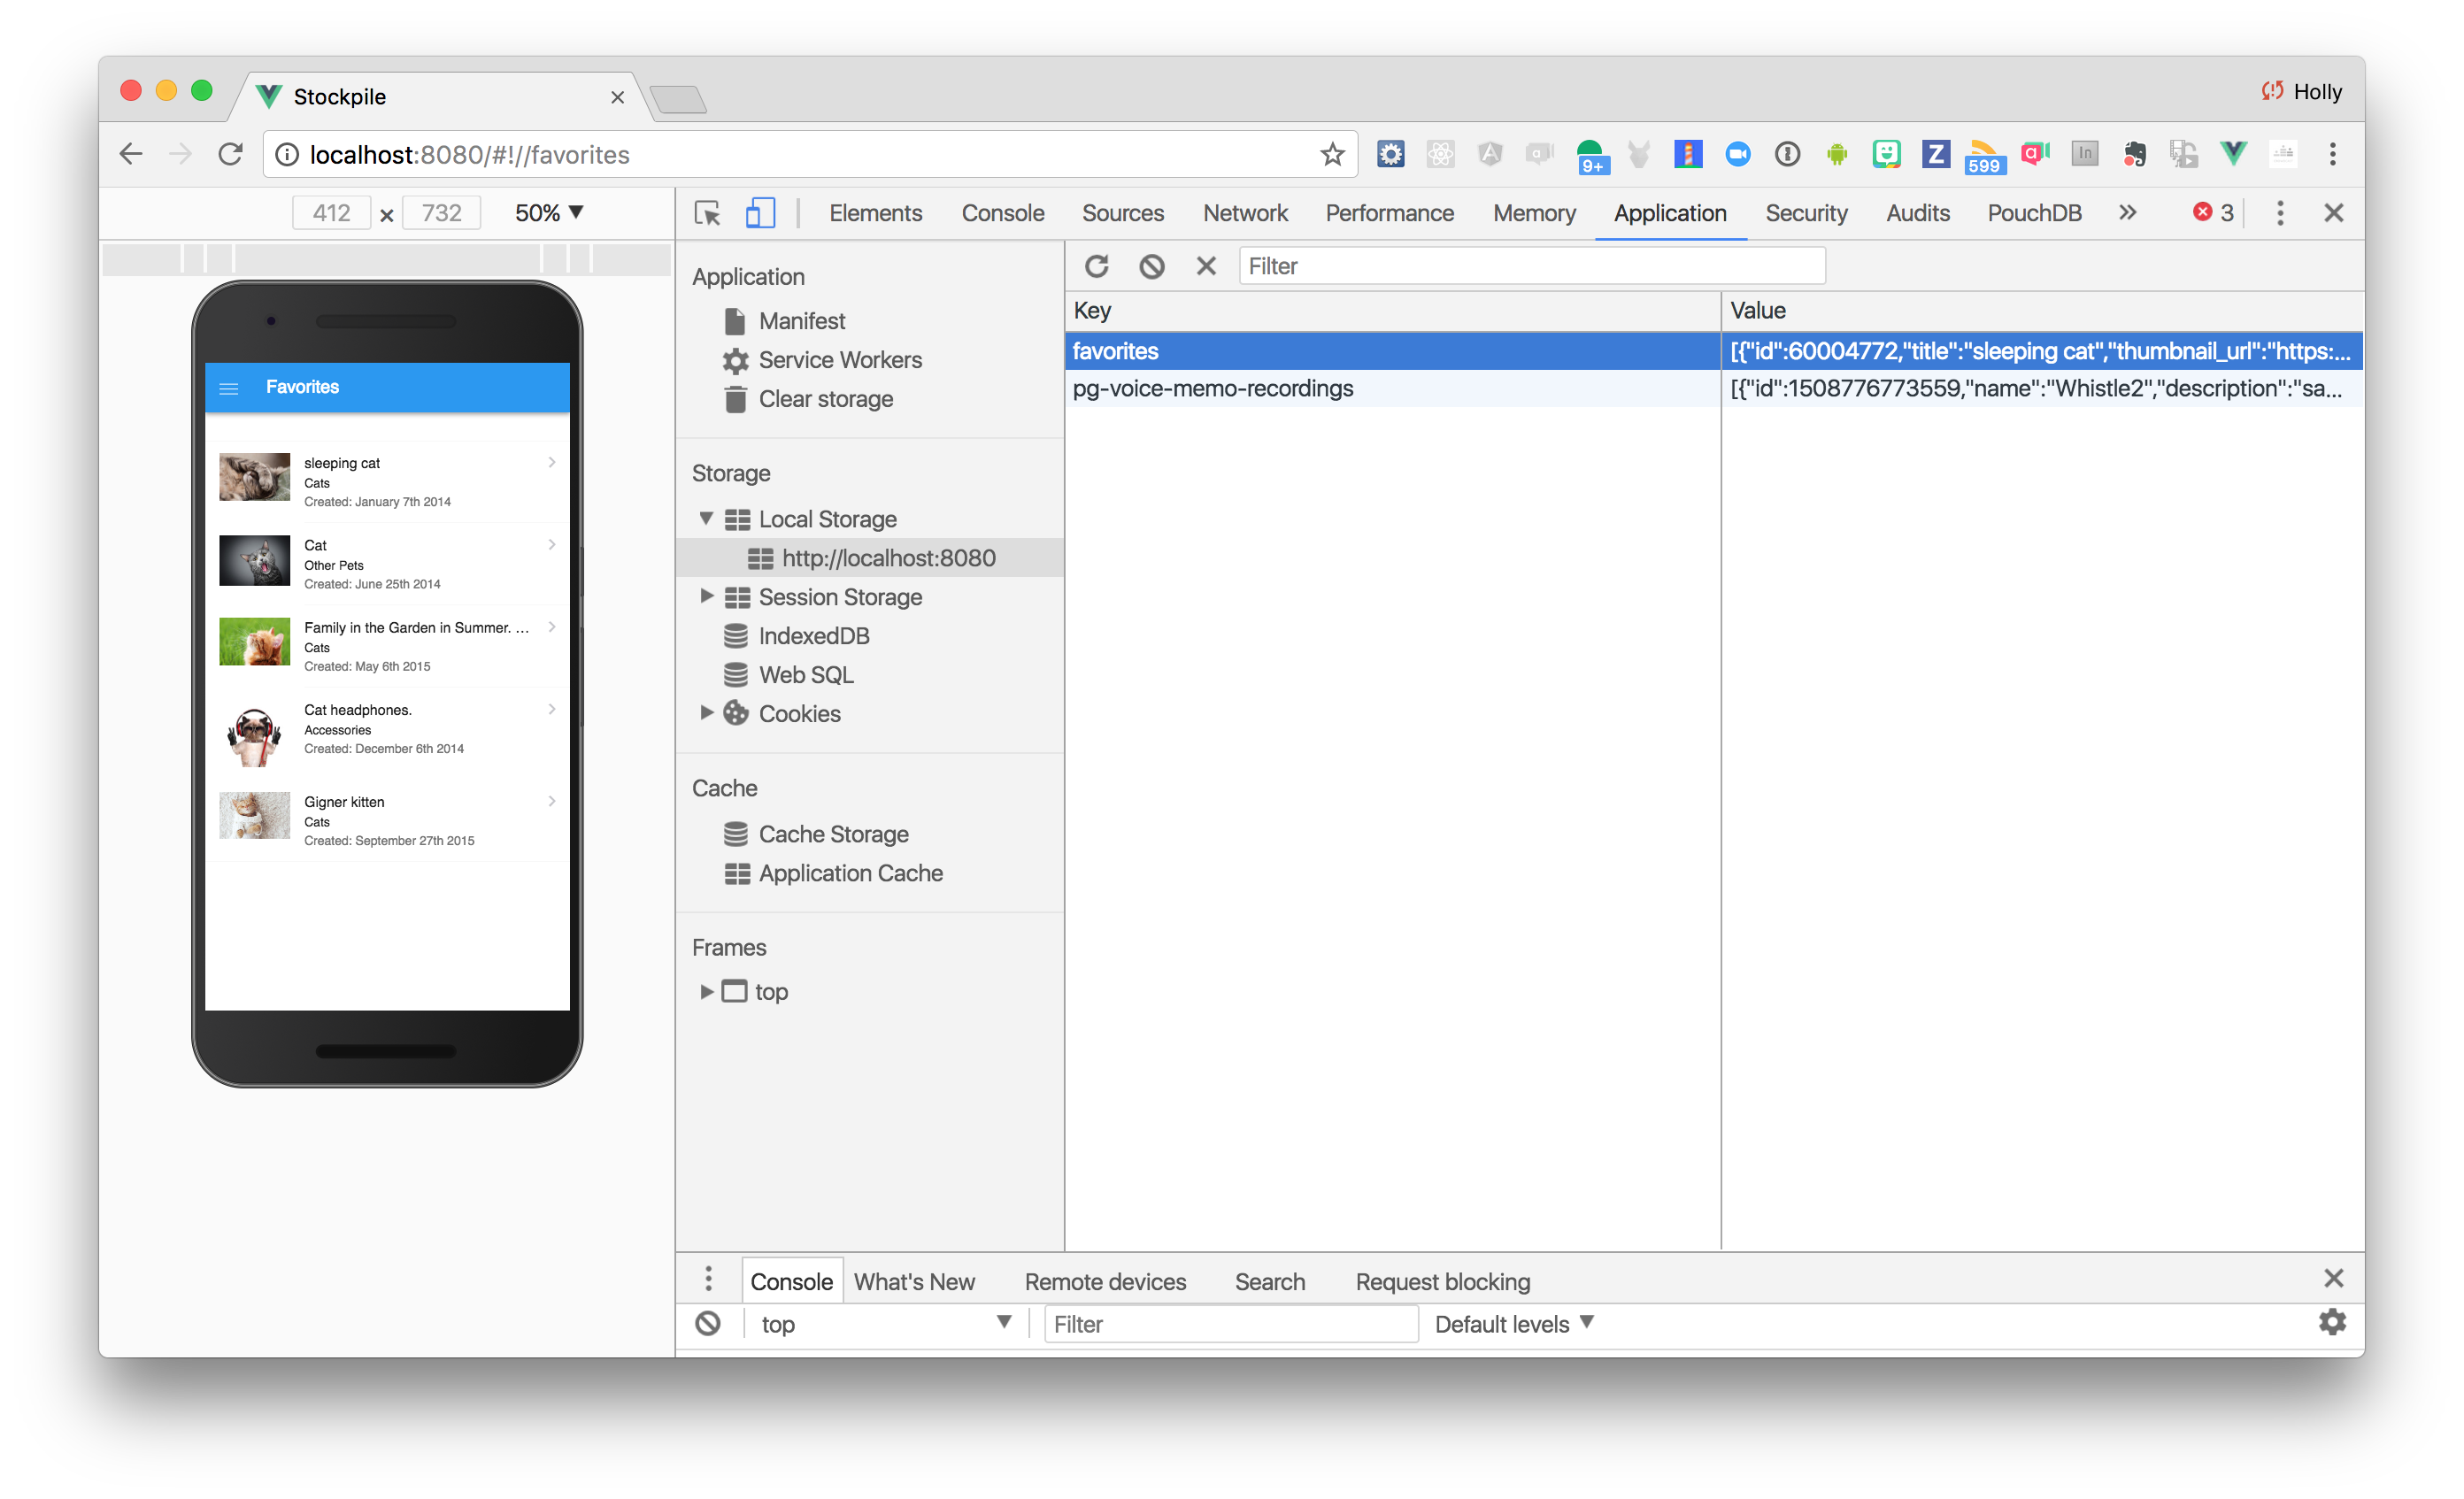 Stockpile
Holly
localhost:8080/#!//favorites
9+
599
a
In
412 × 732 50%
Elements Console Sources Network Performance Memory Application Security Audits PouchDB » 3
Filter
Application
Manifest
Service Workers
Clear storage
Storage
Local Storage
http://localhost:8080
Session Storage
IndexedDB
Web SQL
Cookies
Cache
Cache Storage
Application Cache
Frames
top
Key Value
favorites [{"id":60004772,"title":"sleeping cat","thumbnail_url":"https:...
pg-voice-memo-recordings [{"id":1508776773559,"name":"Whistle2","description":"sa...
Favorites
sleeping cat
Cats
Created: January 7th 2014
Cat
Other Pets
Created: June 25th 2014
Family in the Garden in Summer. ...
Cats
Created: May 6th 2015
Cat headphones.
Accessories
Created: December 6th 2014
Gigner kitten
Cats
Created: September 27th 2015
Console What's New Remote devices Search Request blocking
top Filter Default levels